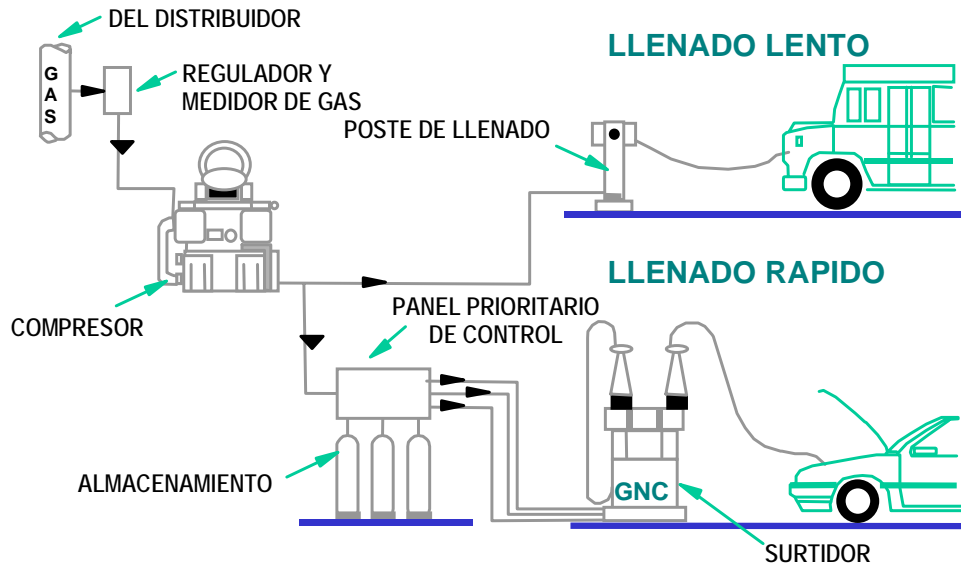 DEL DISTRIBUIDOR
GAS
REGULADOR Y
MEDIDOR DE GAS
LLENADO LENTO
POSTE DE LLENADO
LLENADO RAPIDO
COMPRESOR
PANEL PRIORITARIO
DE CONTROL
ALMACENAMIENTO
GNC
SURTIDOR